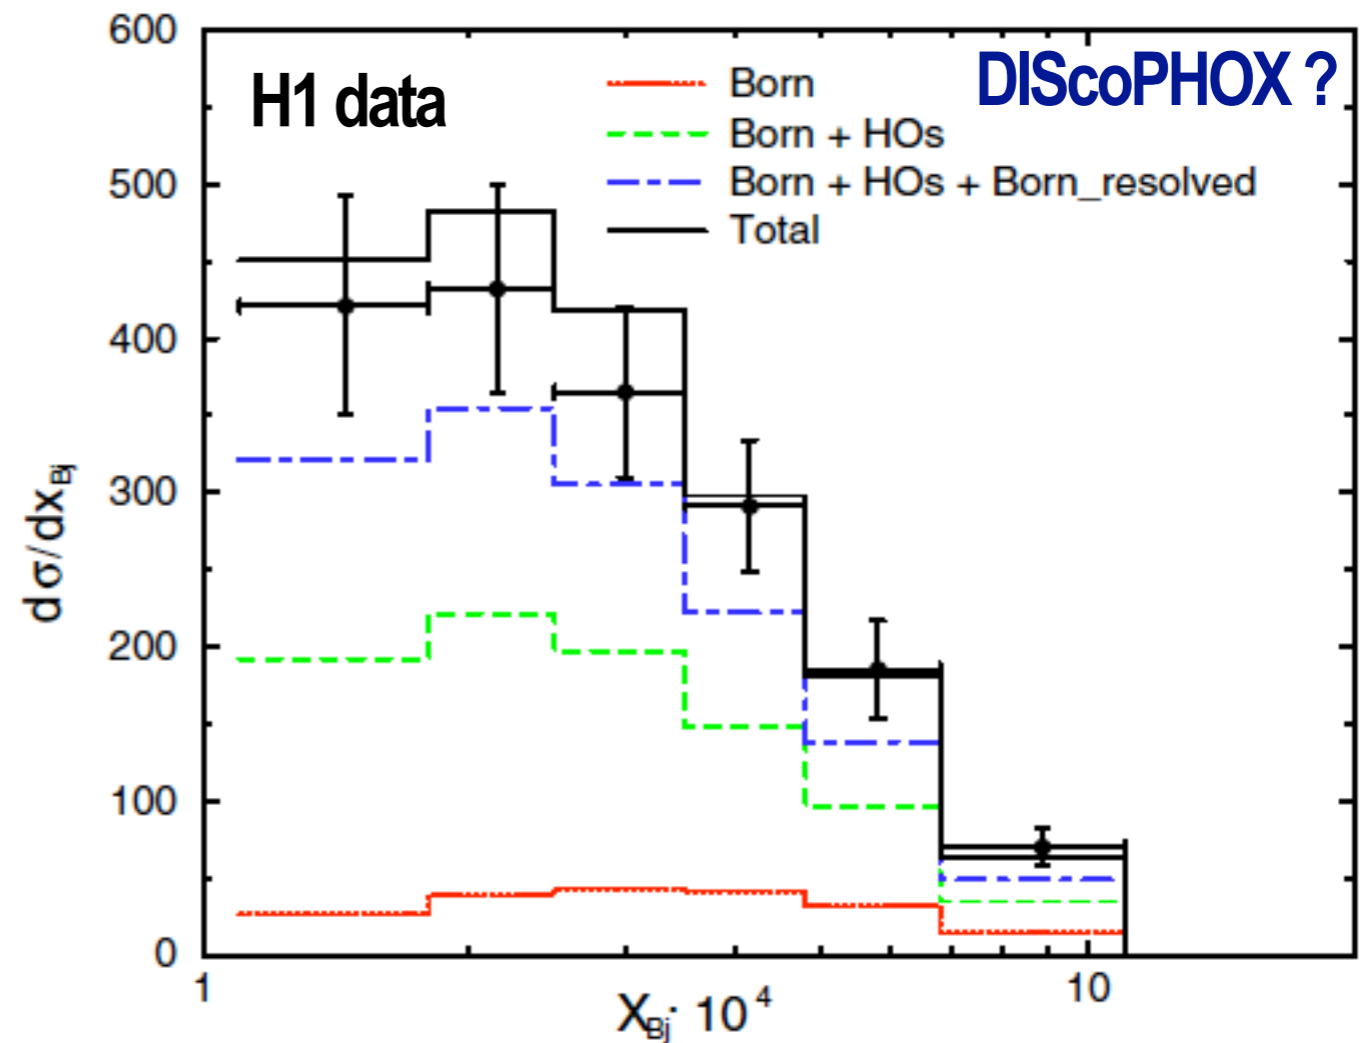 600
500
400
300
200
100
0
H1 data
DIScoPHOX ?
Born
Born + HOs
Born + HOs + Born_resolved
Total
dσ/dx_Bj
1
10
X_Bj· 10^4